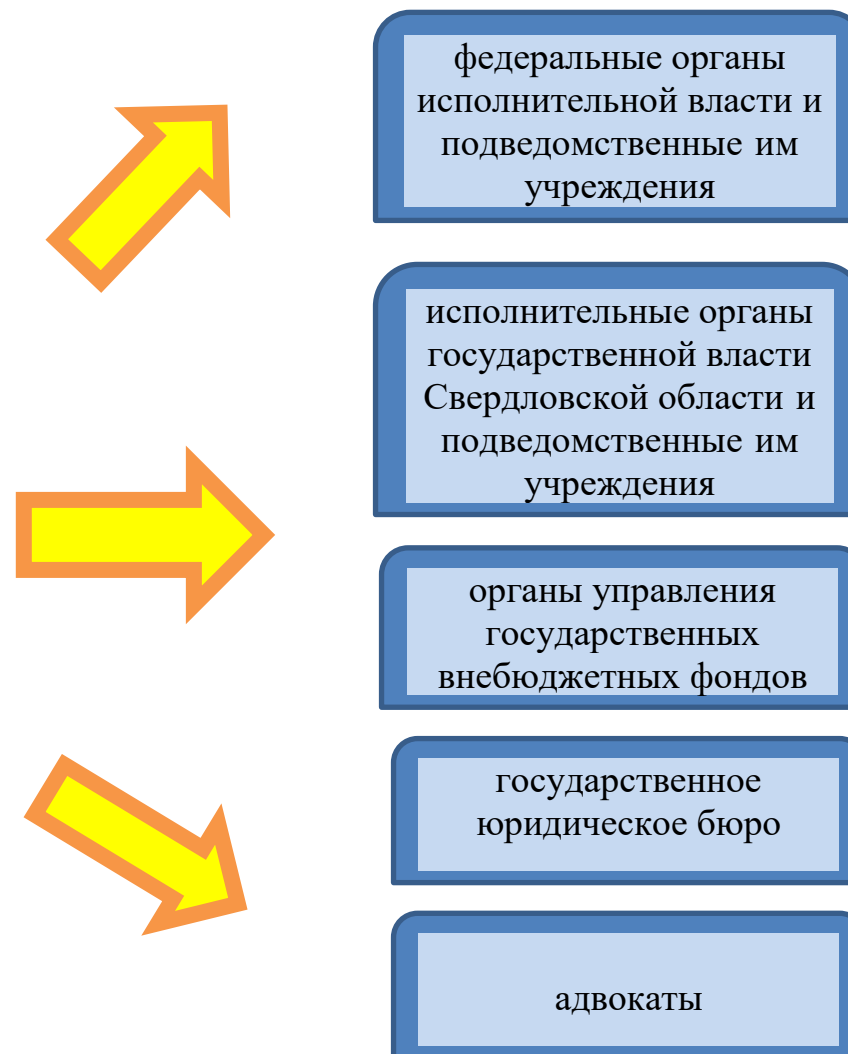 федеральные органы
исполнительной власти и
подведомственные им
учреждения
исполнительные органы
государственной власти
Свердловской области и
подведомственные им
учреждения
органы управления
государственных
внебюджетных фондов
государственное
юридическое бюро
адвокаты